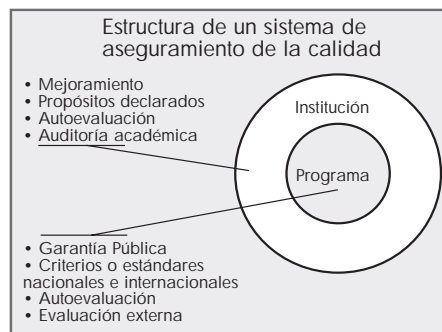 Estructura de un sistema de
aseguramiento de la calidad
• Mejoramiento
• Propósitos declarados
• Autoevaluación
• Auditoría académica
Institución
Programa
• Garantía Pública
• Criterios o estándares
nacionales e internacionales
• Autoevaluación
• Evaluación externa